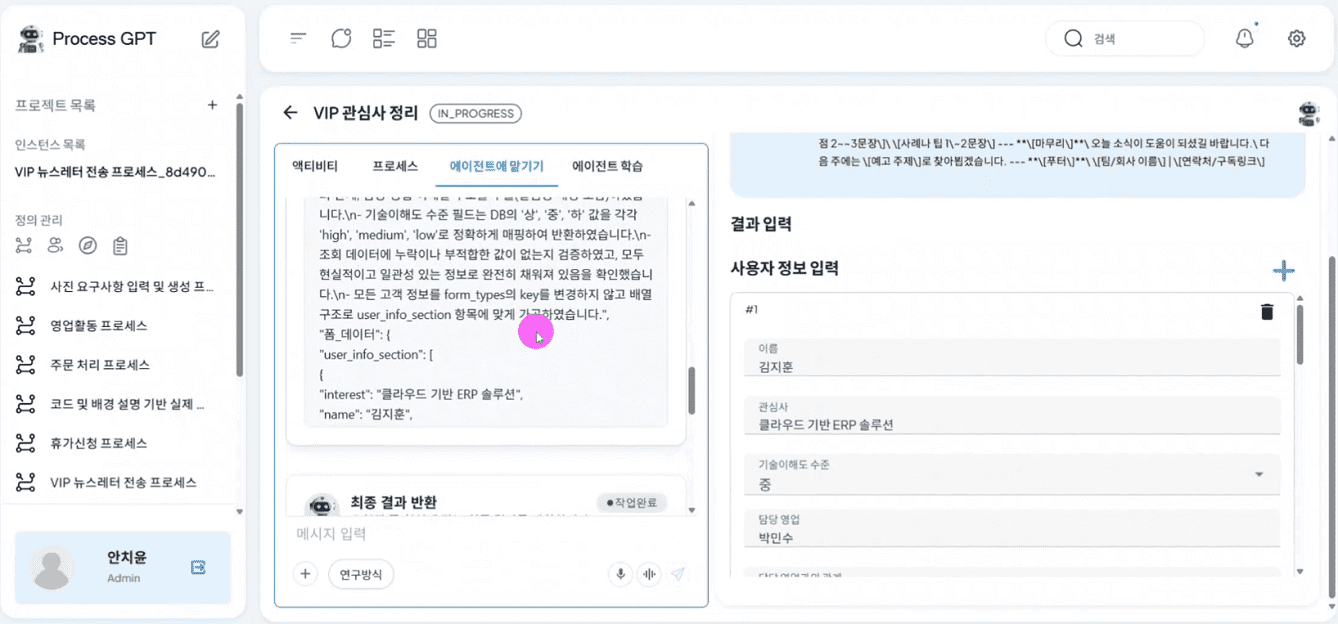 Process GPT
프로젝트 목록
+
인스턴스 목록
VIP 뉴스레터 전송 프로세스_8d490...
정의 관리
사진 요구사항 입력 및 생성 프...
영업활동 프로세스
주문 처리 프로세스
코드 및 배경 설명 기반 실제 ...
휴가신청 프로세스
VIP 뉴스레터 전송 프로세스
안치윤
Admin
검색
VIP 관심사 정리
IN_PROGRESS
액티비티
프로세스
에이전트에 맡기기
에이전트 학습
니다.\n- 기술이해도 수준 필드는 DB의 '상', '중', '하' 값을 각각
'high', 'medium', 'low'로 정확하게 매핑하여 반환하였습니다.\n-
조회 데이터에 누락이나 부적합한 값이 없는지 검증하였고, 모두
현실적이고 일관성 있는 정보로 완전히 채워져 있음을 확인했습니
다.\n- 모든 고객 정보를 form_types의 key를 변경하지 않고 배열
구조로 user_info_section 항목에 맞게 가공하였습니다.",
"폼_데이터": {
"user_info_section": [
{
"interest": "클라우드 기반 ERP 솔루션",
"name": "김지훈",
최종 결과 반환
작업완료
메시지 입력
+
연구방식
점 2~~3문장\]\ \[사례나 팁 1\~2문장\] --- **\[마무리\]**\ 오늘 소식이 도움이 되셨길 바랍니다.\ 다
음 주에는 \[예고 주제\]로 찾아뵙겠습니다. --- **\[푸터\]**\ \[팀/회사 이름\] | \[연락처/구독링크\]
결과 입력
사용자 정보 입력
#1
이름
김지훈
관심사
클라우드 기반 ERP 솔루션
기술이해도 수준
중
담당 영업
박민수